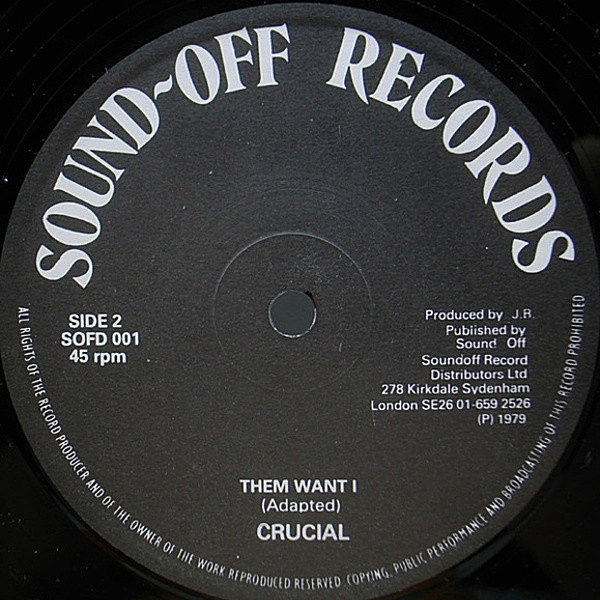 SOUND~OFF RECORDS
SIDE 2
SOFD 001
45 rpm
Produced by J.B.
Published by
Sound Off
Soundoff Record
Distributors Ltd
278 Kirkdale Sydenham
London SE26 01-659 2526
(P) 1979
THEM WANT I
(Adapted)
CRUCIAL
ALL RIGHTS OF THE RECORD PRODUCER AND OF THE OWNER OF THE WORK REPRODUCED RESERVED. COPYING, PUBLIC PERFORMANCE AND BROADCASTING OF THIS RECORD PROHIBITED